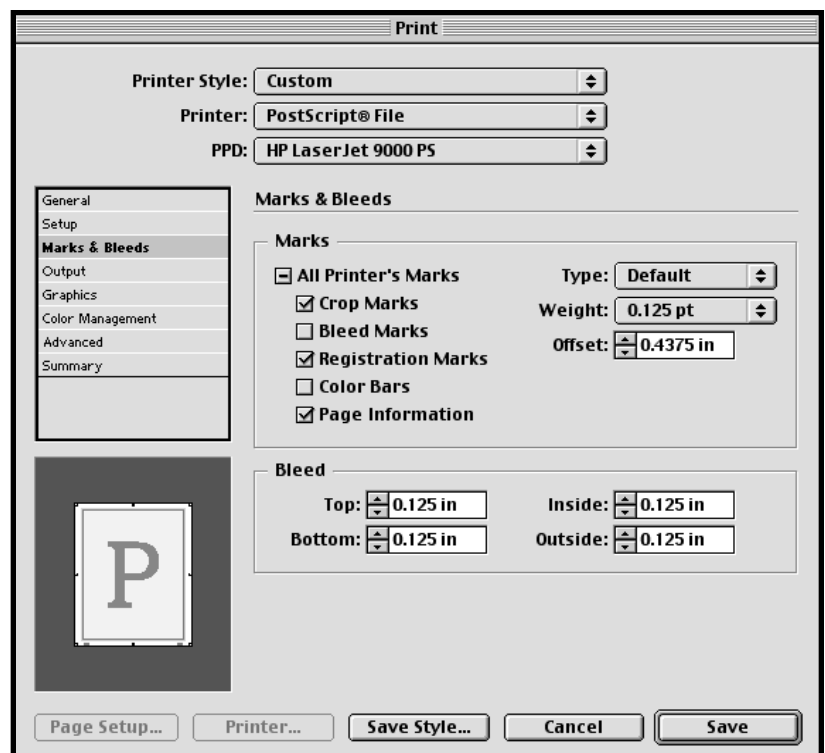 Print
Printer Style: Custom
Printer: PostScript® File
PPD: HP LaserJet 9000 PS
General
Setup
Marks & Bleeds
Output
Graphics
Color Management
Advanced
Summary
Marks & Bleeds
Marks
All Printer's Marks
Crop Marks
Bleed Marks
Registration Marks
Color Bars
Page Information
Type: Default
Weight: 0.125 pt
Offset: 0.4375 in
Bleed
Top: 0.125 in
Inside: 0.125 in
Bottom: 0.125 in
Outside: 0.125 in
P
Page Setup...
Printer...
Save Style...
Cancel
Save